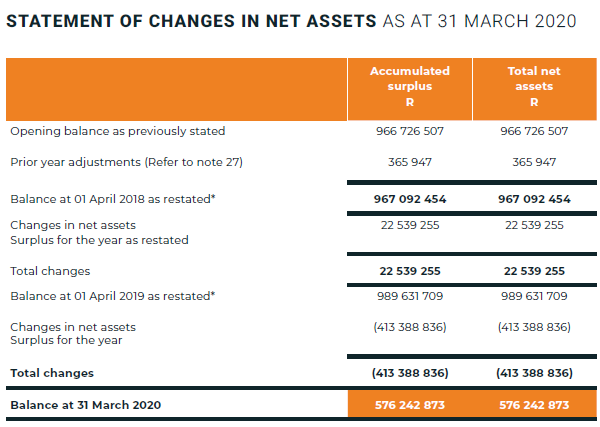 STATEMENT OF CHANGES IN NET ASSETS AS AT 31 MARCH 2020
Accumulated surplus R Total net assets R
Opening balance as previously stated 966 726 507 966 726 507
Prior year adjustments (Refer to note 27) 365 947 365 947
Balance at 01 April 2018 as restated* 967 092 454 967 092 454
Changes in net assets 22 539 255 22 539 255
Surplus for the year as restated
Total changes 22 539 255 22 539 255
Balance at 01 April 2019 as restated* 989 631 709 989 631 709
Changes in net assets (413 388 836) (413 388 836)
Surplus for the year
Total changes (413 388 836) (413 388 836)
Balance at 31 March 2020 576 242 873 576 242 873